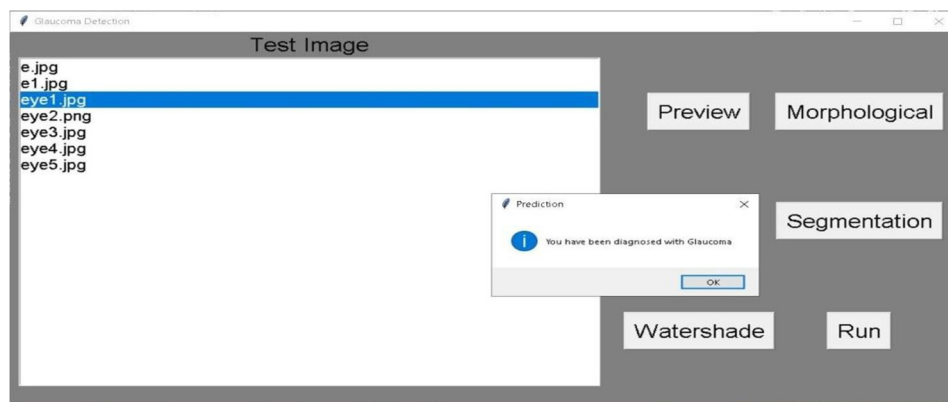 Glaucoma Detection
Test Image
e.jpg
e1.jpg
eye1.jpg
eye2.png
eye3.jpg
eye4.jpg
eye5.jpg
Preview
Morphological
Segmentation
Prediction
You have been diagnosed with Glaucoma
OK
Watershade
Run